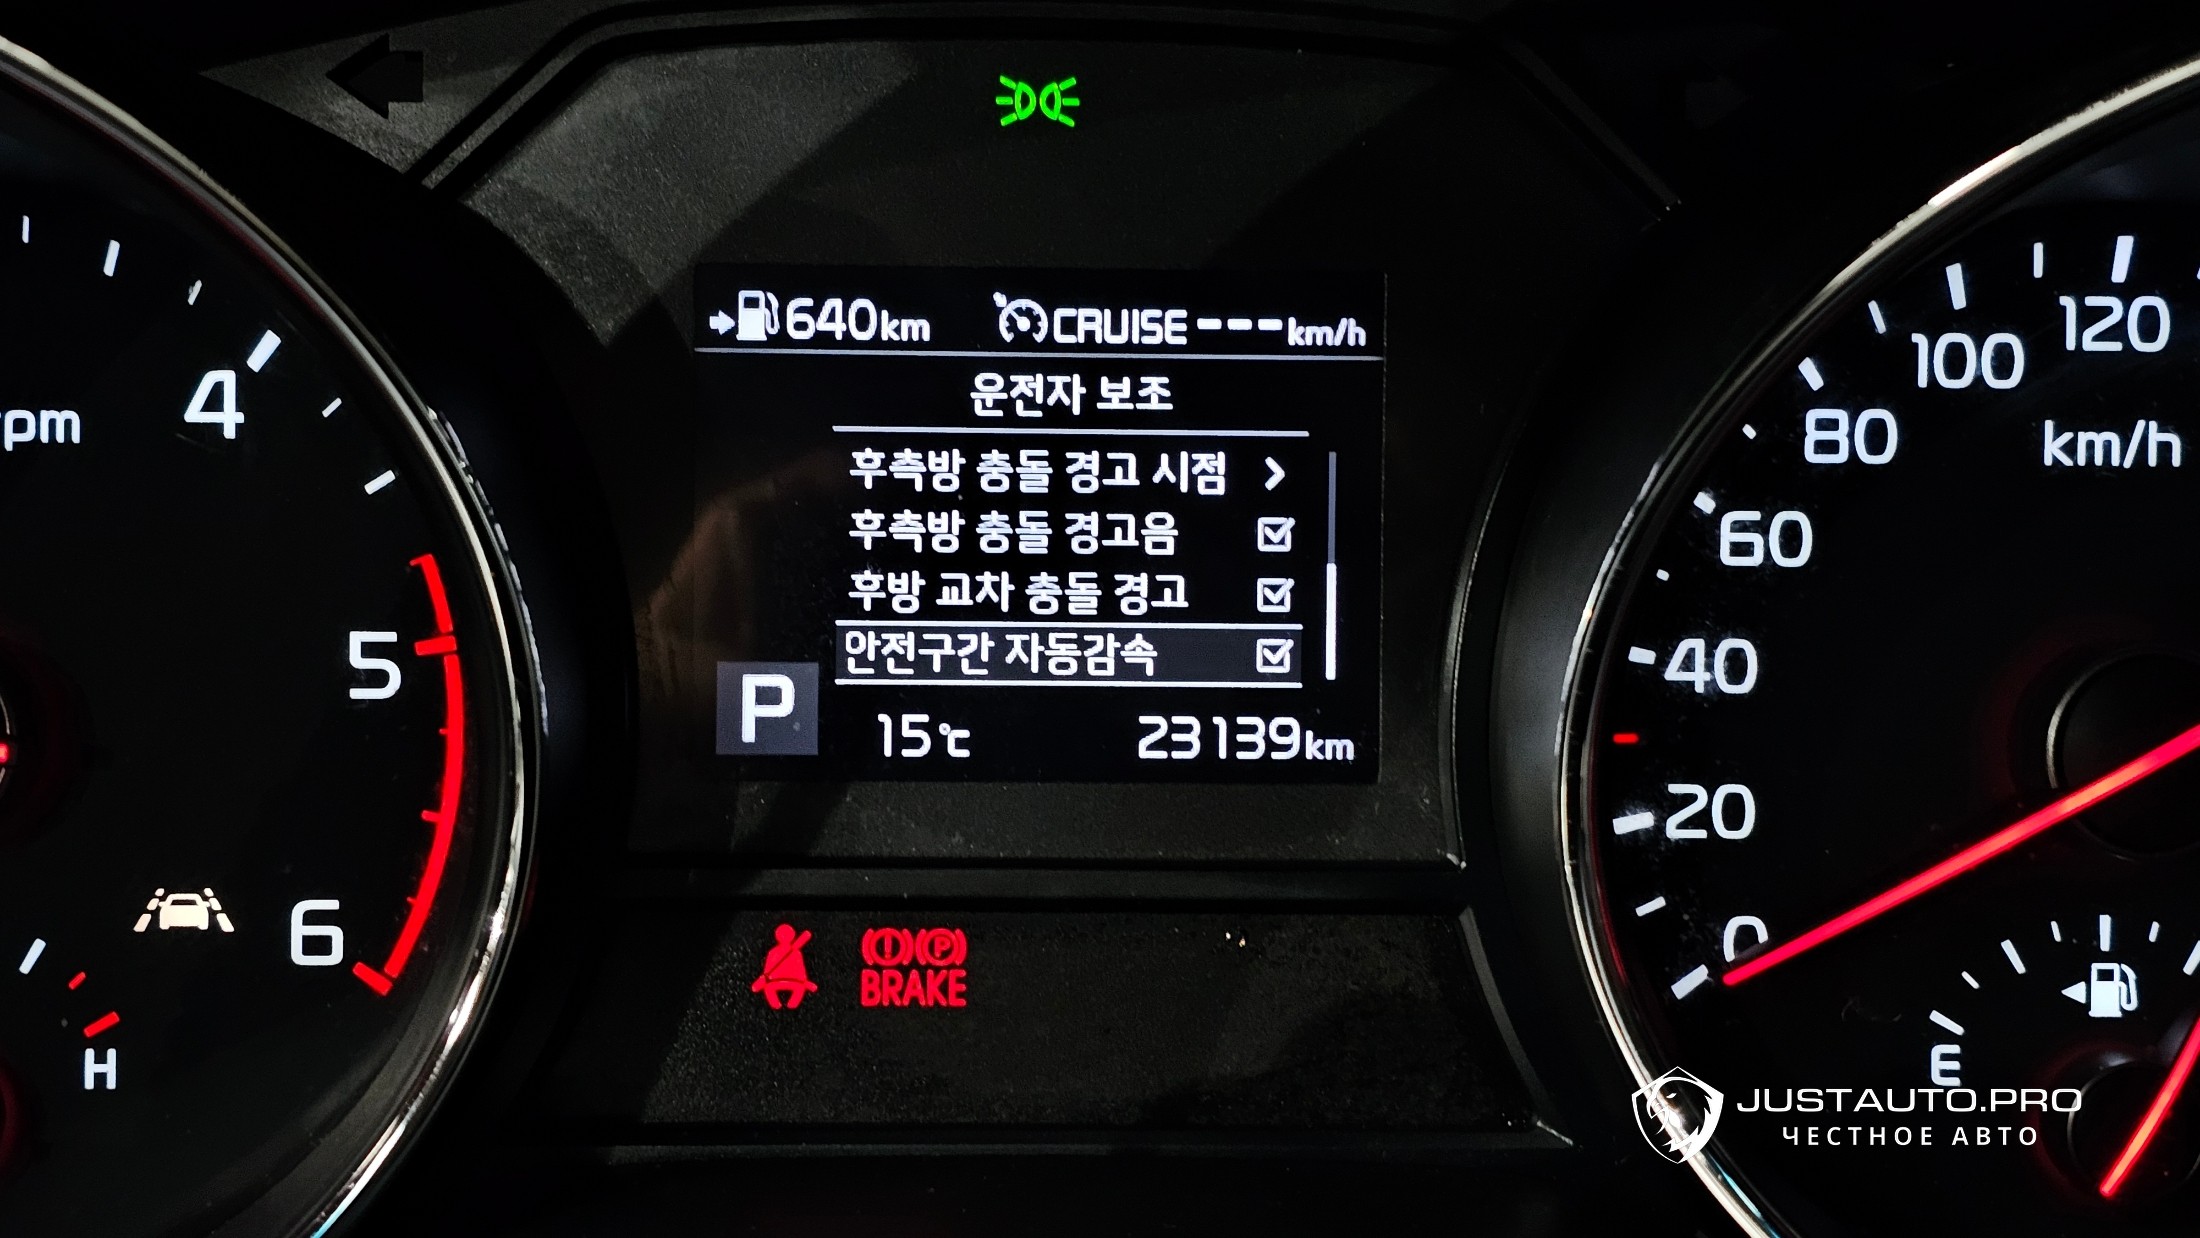 640km CRUISE ---km/h
운전자 보조
후측방 충돌 경고 시점 >
후측방 충돌 경고음
후방 교차 충돌 경고
안전구간 자동감속
P
15℃ 23139km
rpm
4
5
6
H
BRAKE
120
100
80
km/h
60
40
20
0
E
JUSTAUTO.PRO
ЧЕСТНОЕ АВТО